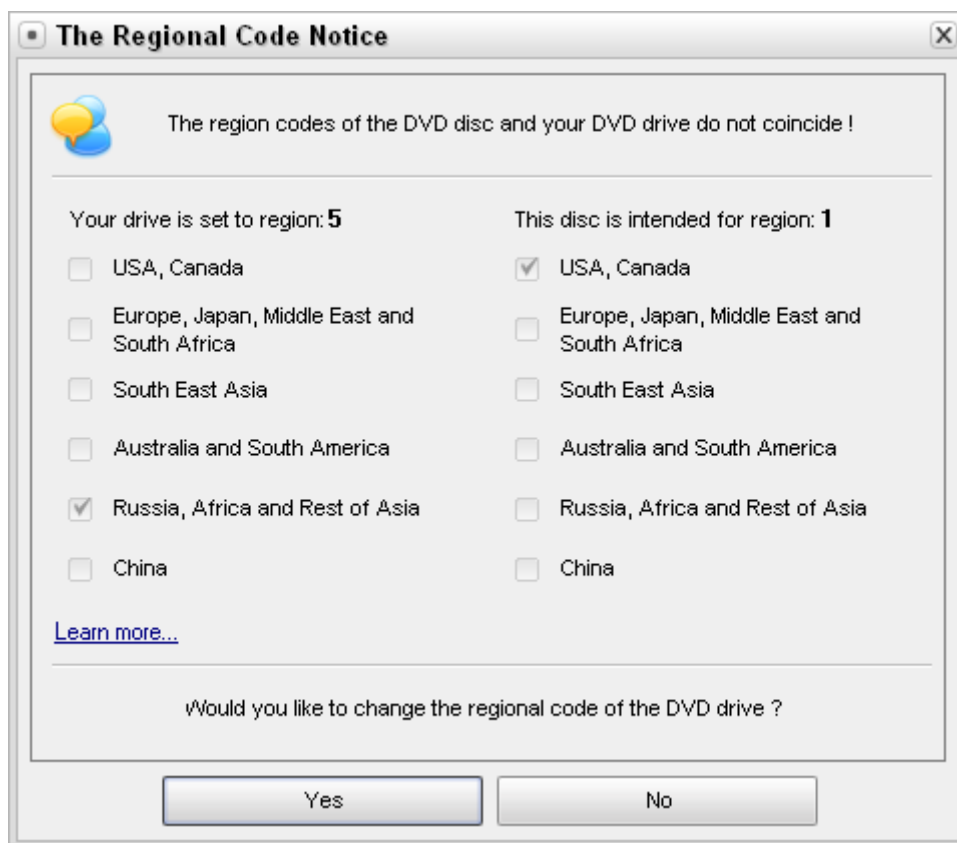 The Regional Code Notice
The region codes of the DVD disc and your DVD drive do not coincide !
Your drive is set to region: 5
USA, Canada
Europe, Japan, Middle East and
South Africa
South East Asia
Australia and South America
Russia, Africa and Rest of Asia
China
This disc is intended for region: 1
USA, Canada
Europe, Japan, Middle East and
South Africa
South East Asia
Australia and South America
Russia, Africa and Rest of Asia
China
Learn more...
Would you like to change the regional code of the DVD drive ?
Yes
No